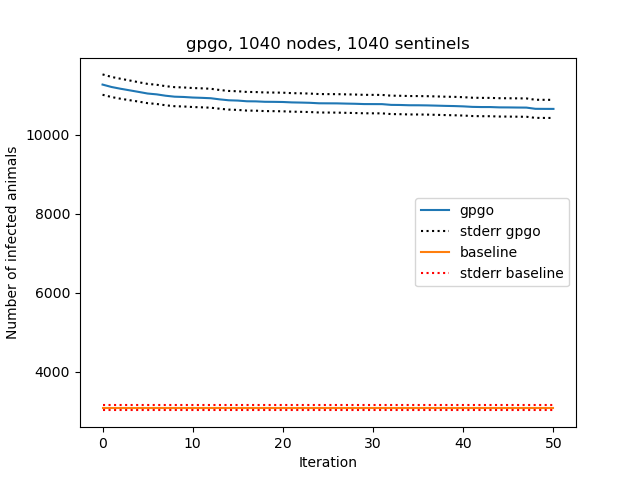 gpgo, 1040 nodes, 1040 sentinels
Number of infected animals
10000
8000
6000
4000
gpgo
stderr gpgo
baseline
stderr baseline
0 10 20 30 40 50
Iteration